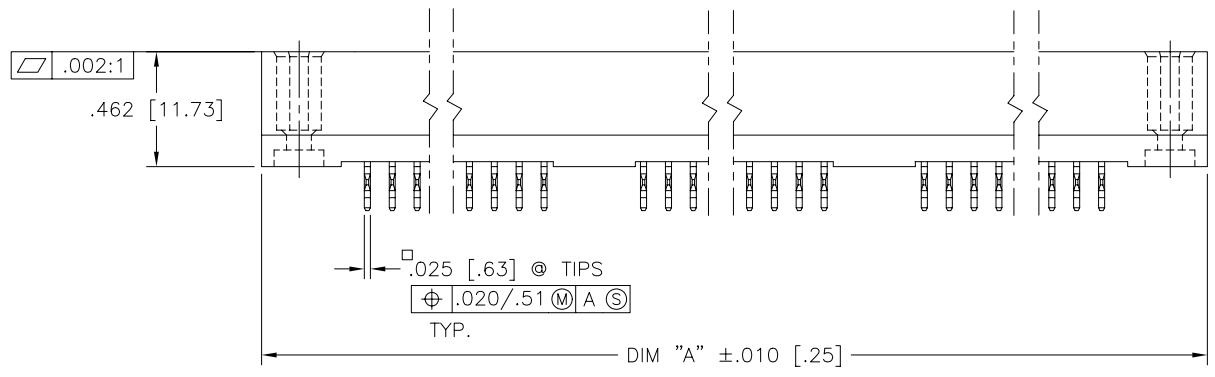 ⏥ .002:1
.462 [11.73]
□ .025 [.63] @ TIPS
⌖ .020/.51 Ⓜ A Ⓢ
TYP.
DIM "A" ±.010 [.25]